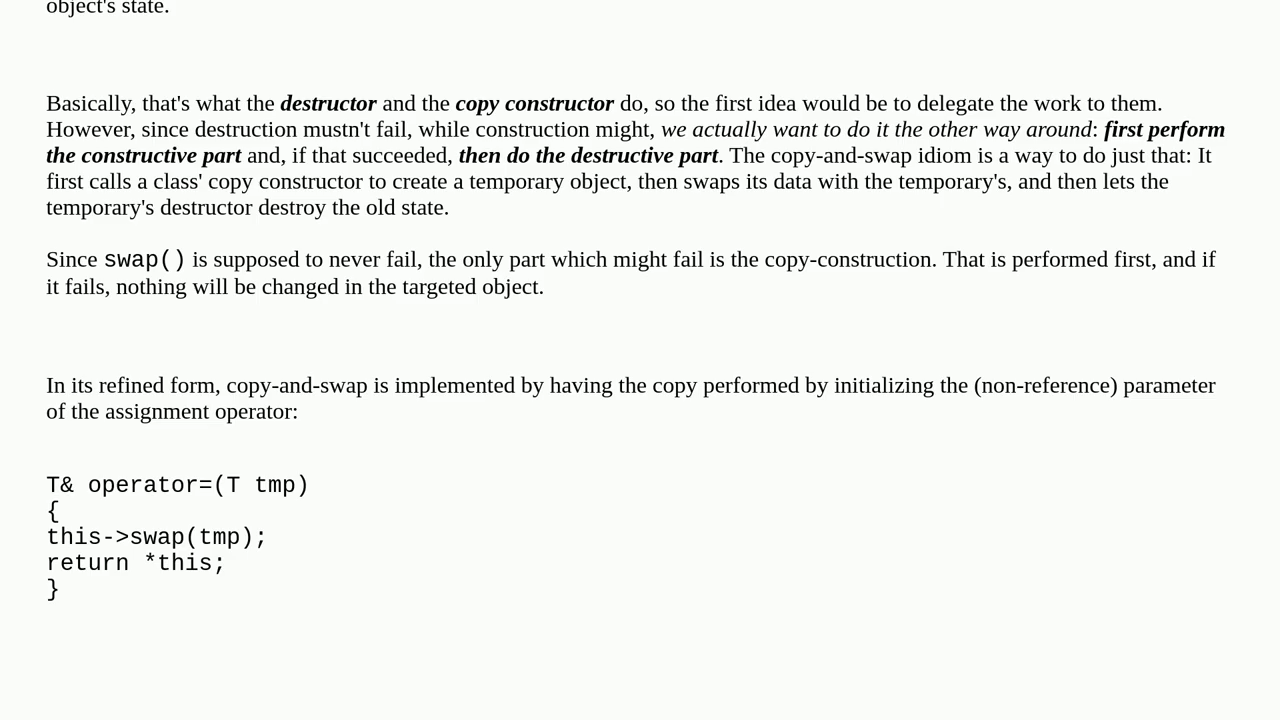 object's state.
Basically, that's what the destructor and the copy constructor do, so the first idea would be to delegate the work to them.
However, since destruction mustn't fail, while construction might, we actually want to do it the other way around: first perform
the constructive part and, if that succeeded, then do the destructive part. The copy-and-swap idiom is a way to do just that: It
first calls a class' copy constructor to create a temporary object, then swaps its data with the temporary's, and then lets the
temporary's destructor destroy the old state.
Since swap() is supposed to never fail, the only part which might fail is the copy-construction. That is performed first, and if
it fails, nothing will be changed in the targeted object.
In its refined form, copy-and-swap is implemented by having the copy performed by initializing the (non-reference) parameter
of the assignment operator:
T& operator=(T tmp)
{
this->swap(tmp);
return *this;
}